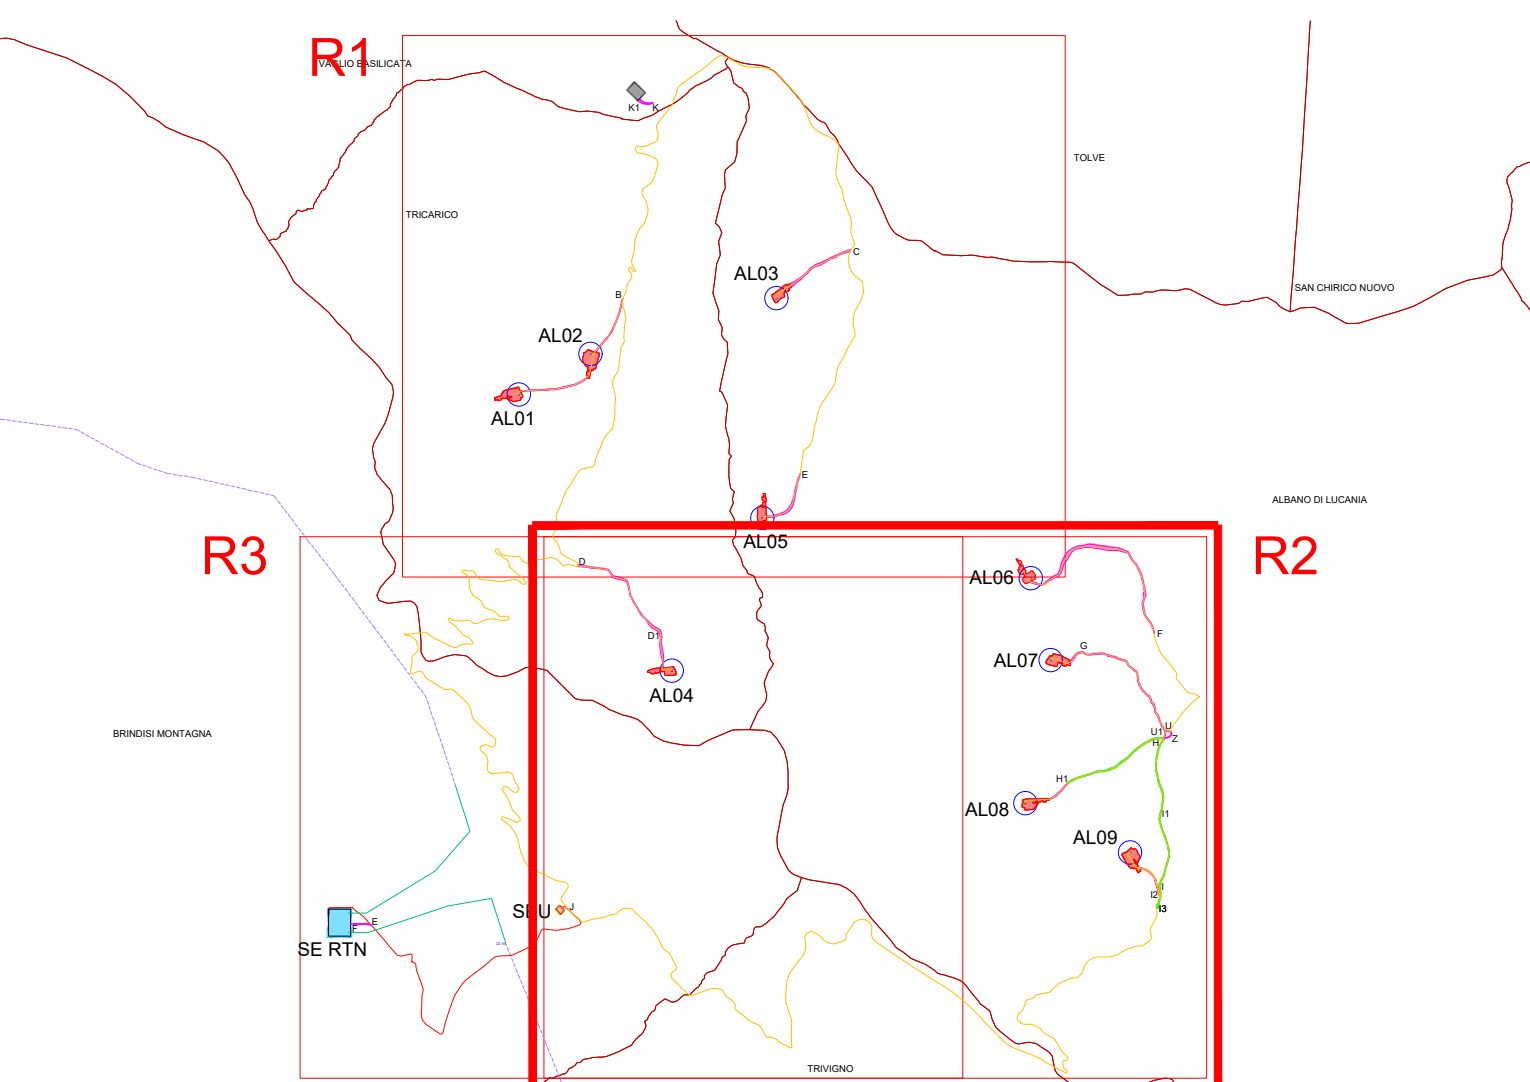 R1
VAGLIO BASILICATA
K1
K
TOLVE
TRICARICO
C
AL03
B
SAN CHIRICO NUOVO
AL02
AL01
E
ALBANO DI LUCANIA
AL05
R3
R2
D
AL06
D1
F
G
AL07
AL04
U
U1
Z
H
BRINDISI MONTAGNA
H1
AL08
I1
AL09
I
I2
I3
SEU
J
E
F
SE RTN
TRIVIGNO